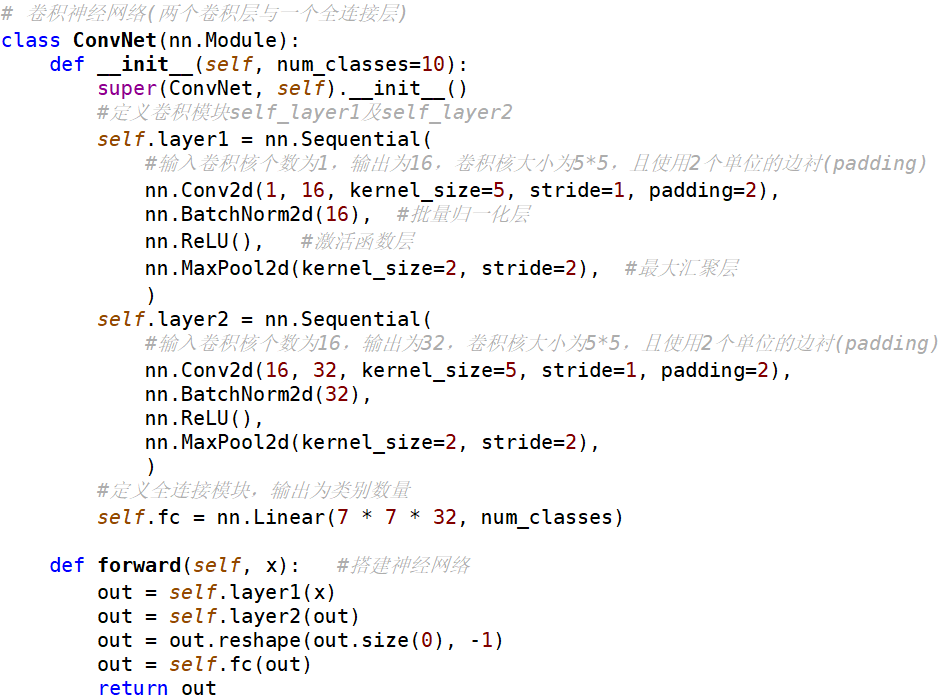 # 卷积神经网络(两个卷积层与一个全连接层)
class ConvNet(nn.Module):
    def __init__(self, num_classes=10):
        super(ConvNet, self).__init__()
        #定义卷积模块self_layer1及self_layer2
        self.layer1 = nn.Sequential(
            #输入卷积核个数为1，输出为16，卷积核大小为5*5，且使用2个单位的边衬(padding)
            nn.Conv2d(1, 16, kernel_size=5, stride=1, padding=2),
            nn.BatchNorm2d(16),  #批量归一化层
            nn.ReLU(),   #激活函数层
            nn.MaxPool2d(kernel_size=2, stride=2),  #最大汇聚层
            )
        self.layer2 = nn.Sequential(
            #输入卷积核个数为16，输出为32，卷积核大小为5*5，且使用2个单位的边衬(padding)
            nn.Conv2d(16, 32, kernel_size=5, stride=1, padding=2),
            nn.BatchNorm2d(32),
            nn.ReLU(),
            nn.MaxPool2d(kernel_size=2, stride=2),
            )
        #定义全连接模块，输出为类别数量
        self.fc = nn.Linear(7 * 7 * 32, num_classes)

    def forward(self, x):   #搭建神经网络
        out = self.layer1(x)
        out = self.layer2(out)
        out = out.reshape(out.size(0), -1)
        out = self.fc(out)
        return out